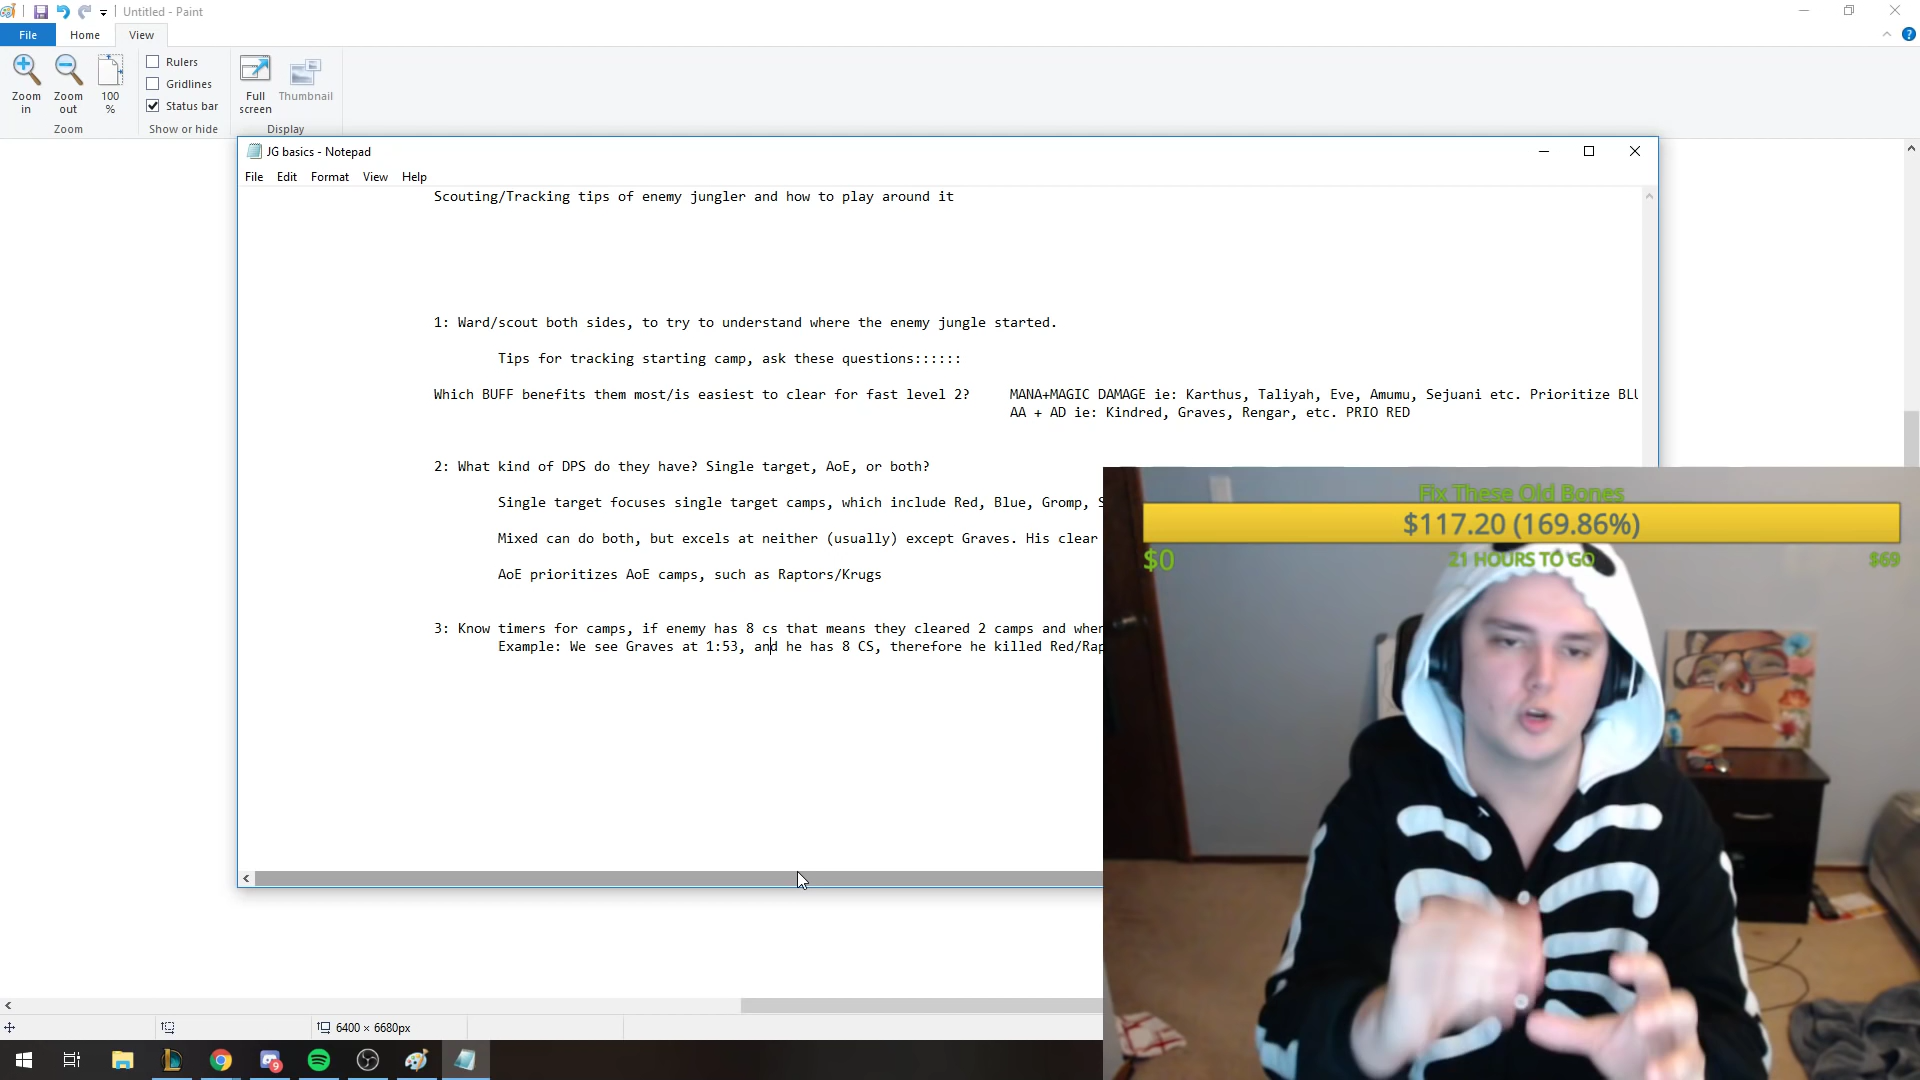 Untitled - Paint
File Home View
Zoom in
Zoom out
100 %
Rulers
Gridlines
Status bar
Full screen
Thumbnail
Zoom
Show or hide
Display
JG basics - Notepad
File Edit Format View Help
Scouting/Tracking tips of enemy jungler and how to play around it
1: Ward/scout both sides, to try to understand where the enemy jungle started.
Tips for tracking starting camp, ask these questions::::::
Which BUFF benefits them most/is easiest to clear for fast level 2? MANA+MAGIC DAMAGE ie: Karthus, Taliyah, Eve, Amumu, Sejuani etc. Prioritize BLU
AA + AD ie: Kindred, Graves, Rengar, etc. PRIO RED
2: What kind of DPS do they have? Single target, AoE, or both?
Single target focuses single target camps, which include Red, Blue, Gromp, S
Mixed can do both, but excels at neither (usually) except Graves. His clear
AoE prioritizes AoE camps, such as Raptors/Krugs
3: Know timers for camps, if enemy has 8 cs that means they cleared 2 camps and when
Example: We see Graves at 1:53, and he has 8 CS, therefore he killed Red/Rap
Fix These Old Bones
$117.20 (169.86%)
$0 21 HOURS TO GO $69
6400 × 6680px
9